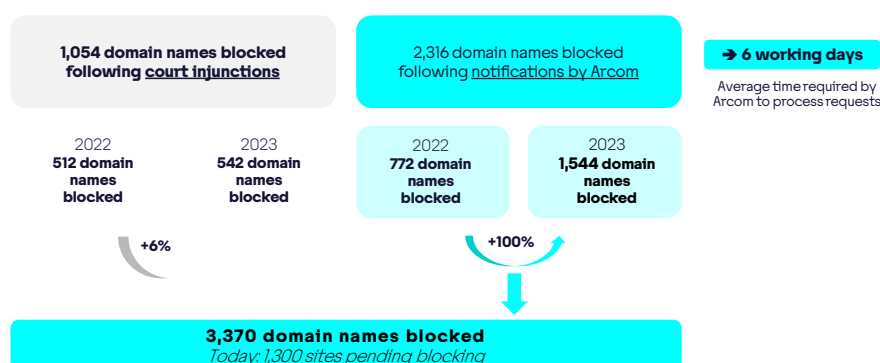 1,054 domain names blocked
following court injunctions
2,316 domain names blocked
following notifications by Arcom
➔ 6 working days
Average time required by
Arcom to process requests
2022
512 domain
names
blocked
2023
542 domain
names
blocked
2022
772 domain
names
blocked
2023
1,544 domain
names
blocked
+6%
+100%
3,370 domain names blocked
Today: 1,300 sites pending blocking